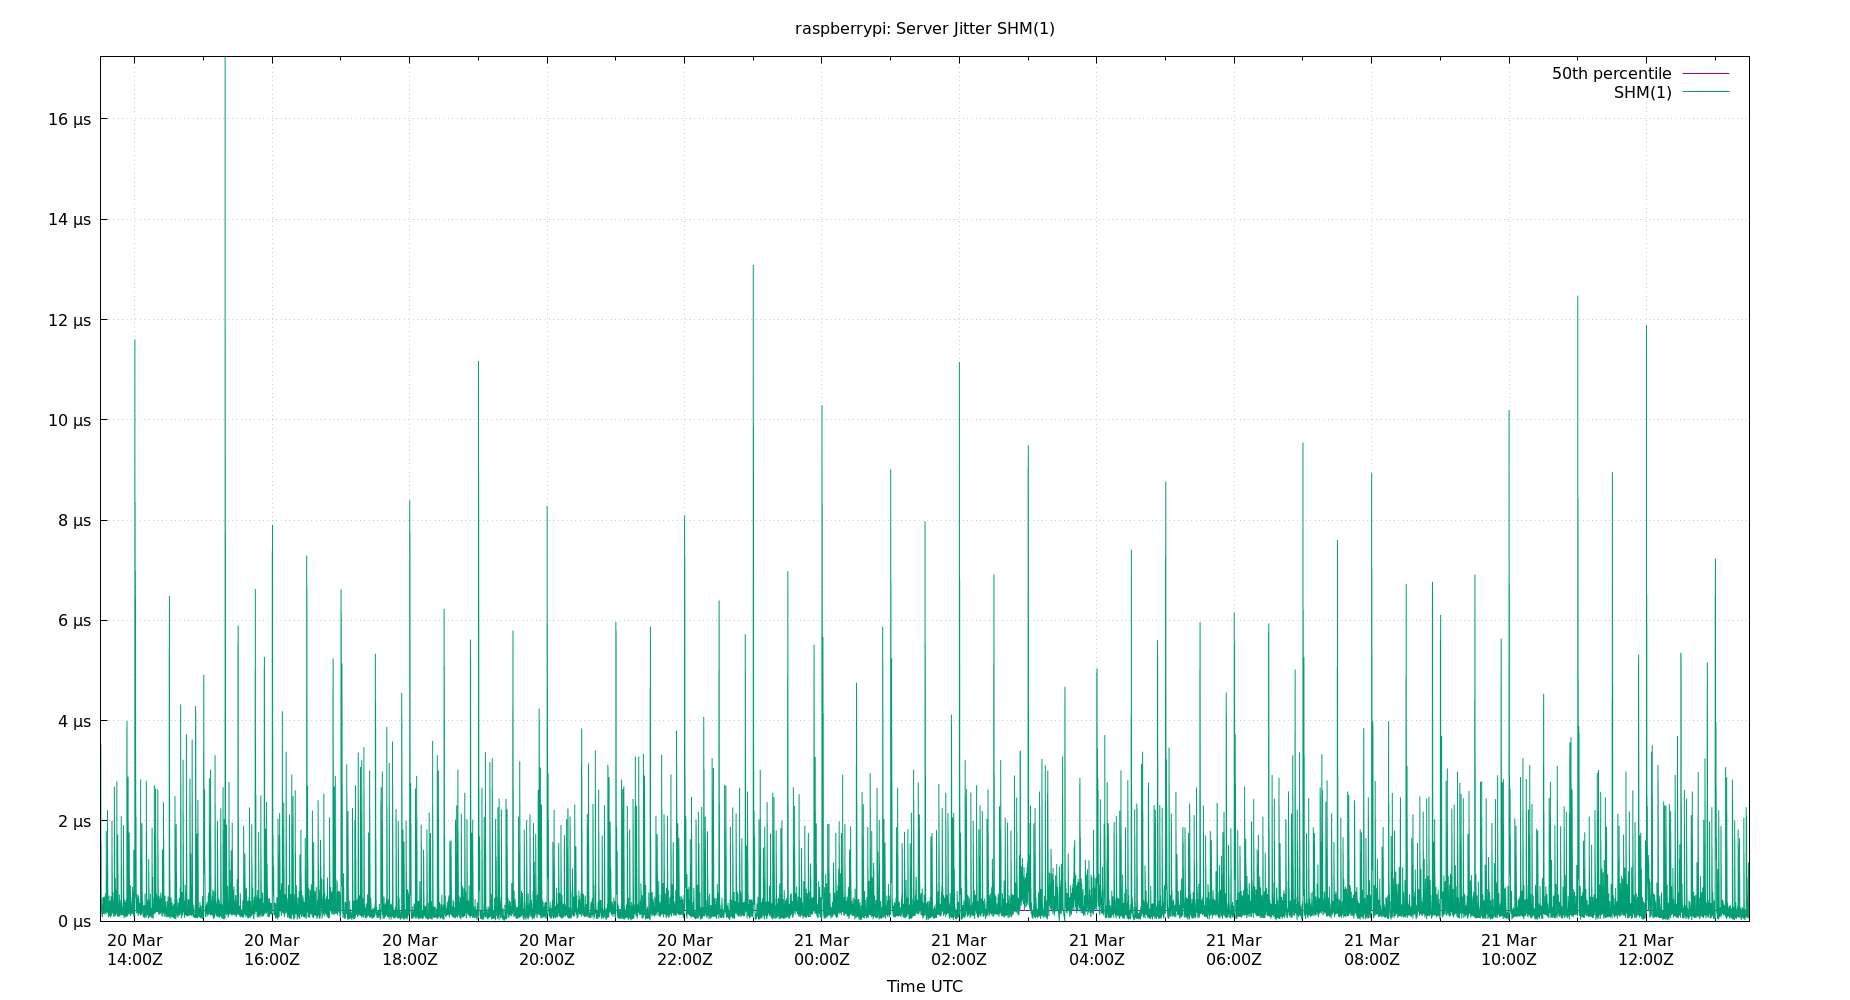 raspberrypi: Server Jitter SHM(1)
50th percentile
SHM(1)
16 µs
14 µs
12 µs
10 µs
8 µs
6 µs
4 µs
2 µs
0 µs
20 Mar 20 Mar 20 Mar 20 Mar 20 Mar 21 Mar 21 Mar 21 Mar 21 Mar 21 Mar 21 Mar 21 Mar
14:00Z 16:00Z 18:00Z 20:00Z 22:00Z 00:00Z 02:00Z 04:00Z 06:00Z 08:00Z 10:00Z 12:00Z
Time UTC